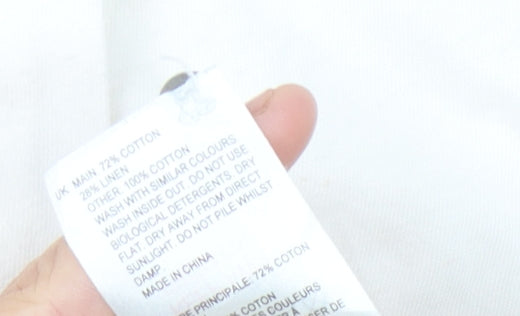 UK MAIN 72% COTTON
28% LINEN
OTHER 100% COTTON
WASH WITH SIMILAR COLOURS
WASH INSIDE OUT. DO NOT USE
BIOLOGICAL DETERGENTS. DRY
FLAT. DRY AWAY FROM DIRECT
SUNLIGHT. DO NOT PILE WHILST
DAMP.
MADE IN CHINA
PRINCIPALE: 72% COTON
COTON
COULEURS
DE